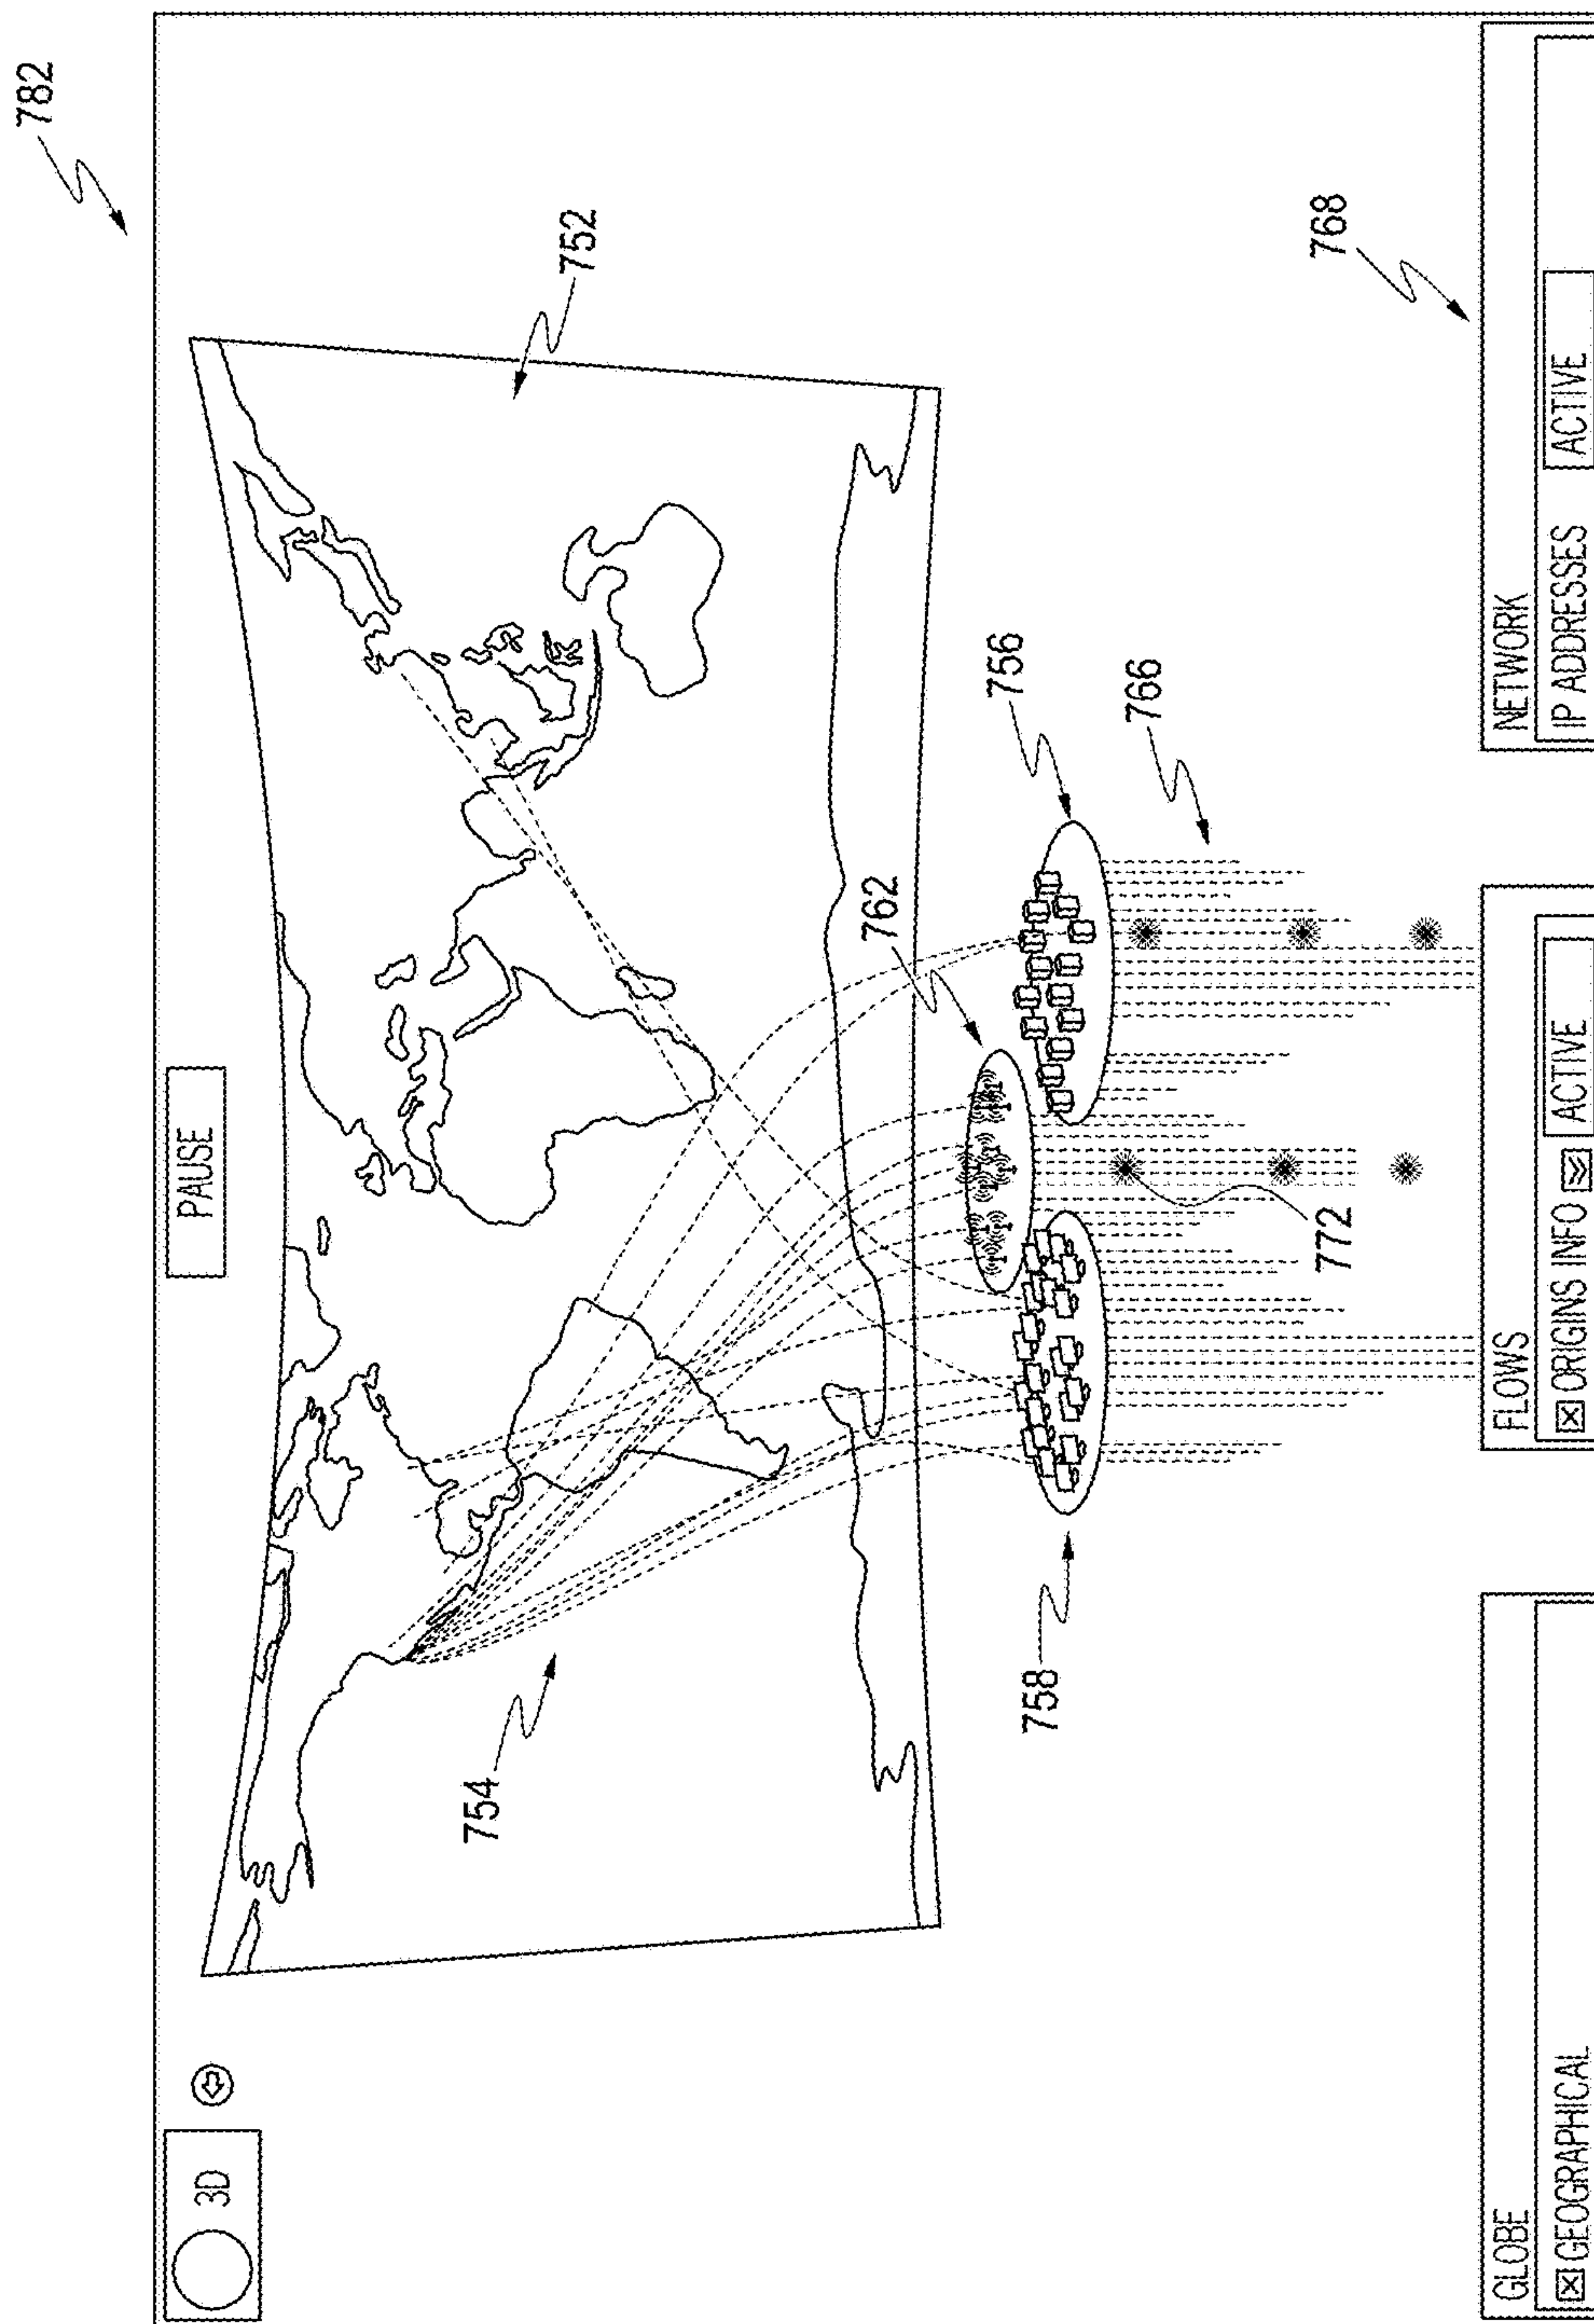 782
3D
PAUSE
752
754
762
756
766
758
772
768
GLOBE
GEOGRAPHICAL
FLOWS
ORIGINS INFO ACTIVE
NETWORK
IP ADDRESSES ACTIVE